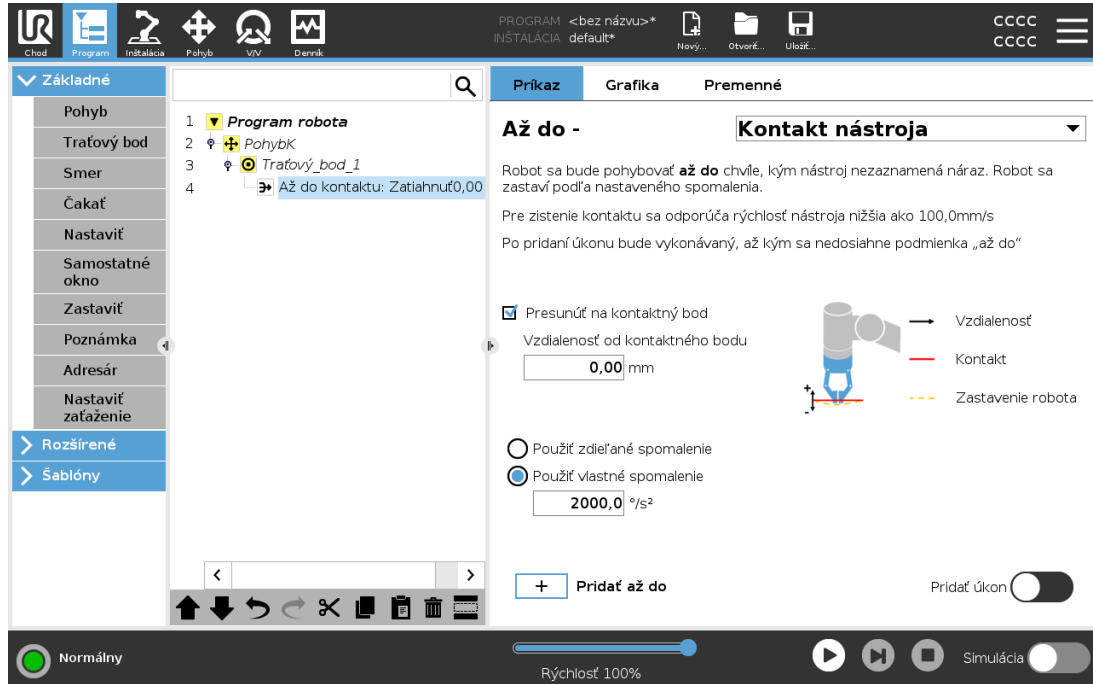 PROGRAM <bez názvu>*
INŠTALÁCIA default*
CCCC
CCCC
UR
Chod
Program
Inštalácia
Pohyb
V/V
Denník
Nový...
Otvoriť...
Uložiť...
Základné
Pohyb
Traťový bod
Smer
Čakať
Nastaviť
Samostatné
okno
Zastaviť
Poznámka
Adresár
Nastaviť
zaťaženie
Rozšírené
Šablóny
1 Program robota
2 PohybK
3 Traťový_bod_1
4 Až do kontaktu: Zatiahnuť0,00
Príkaz Grafika Premenné
Až do - Kontakt nástroja
Robot sa bude pohybovať až do chvíle, kým nástroj nezaznamená náraz. Robot sa
zastaví podľa nastaveného spomalenia.
Pre zistenie kontaktu sa odporúča rýchlosť nástroja nižšia ako 100,0mm/s
Po pridaní úkonu bude vykonávaný, až kým sa nedosiahne podmienka „až do“
Presunúť na kontaktný bod
Vzdialenosť od kontaktného bodu
0,00 mm
+
-
Vzdialenosť
Kontakt
Zastavenie robota
Použiť zdieľané spomalenie
Použiť vlastné spomalenie
2000,0 °/s²
+ Pridať až do
Pridať úkon
Normálny
Rýchlosť 100%
Simulácia